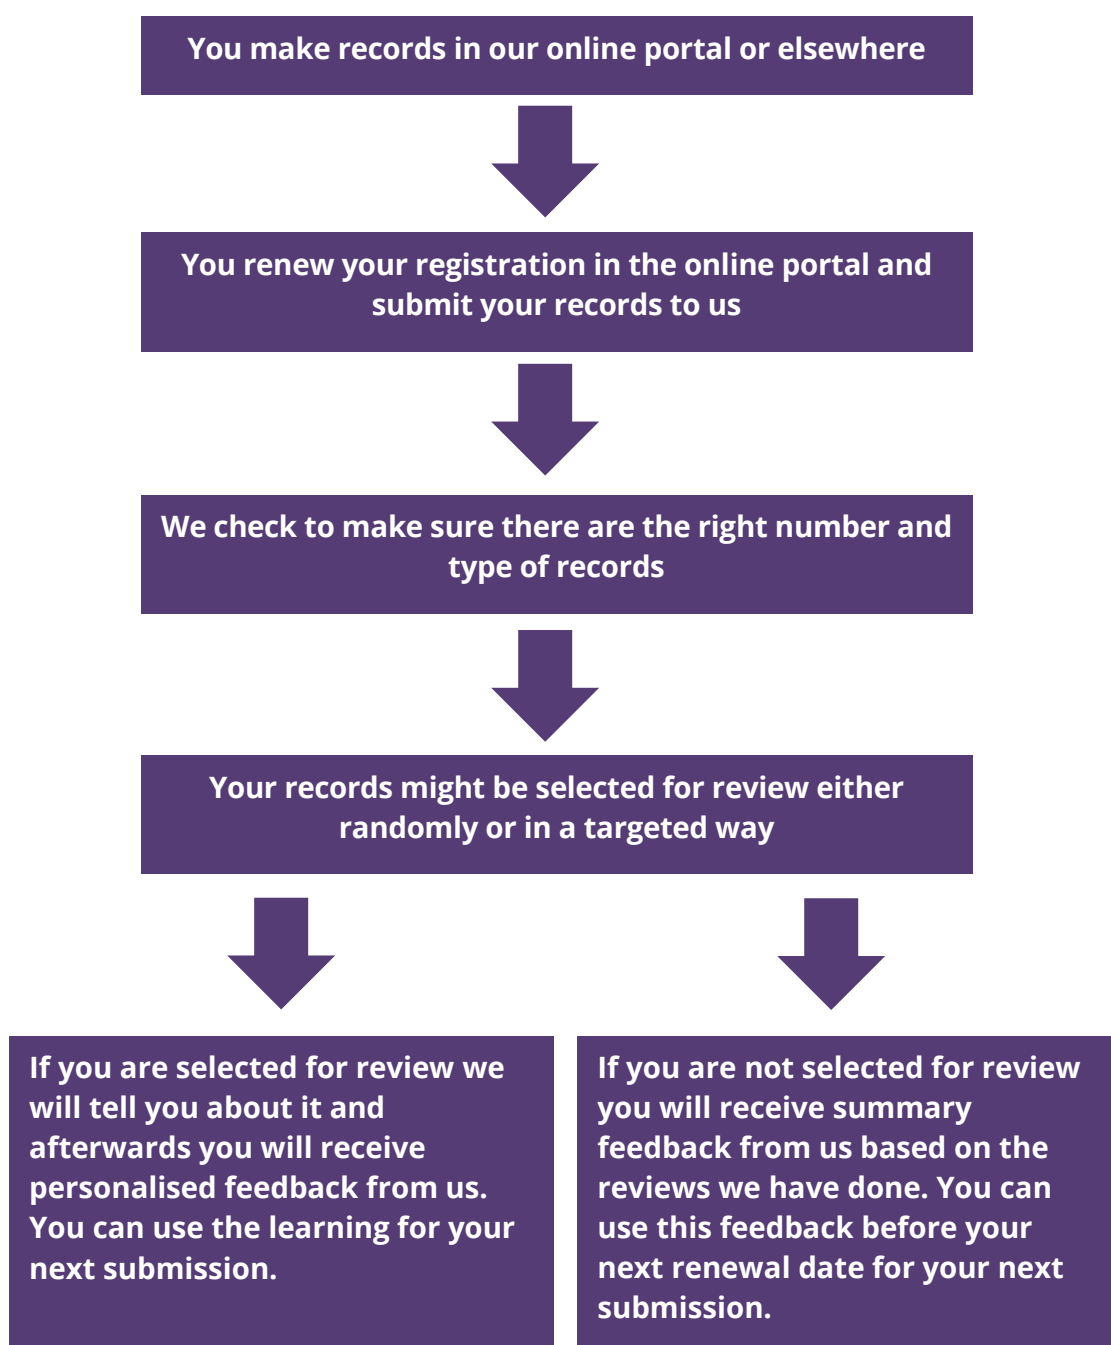 You make records in our online portal or elsewhere
You renew your registration in the online portal and
submit your records to us
We check to make sure there are the right number and
type of records
Your records might be selected for review either
randomly or in a targeted way
If you are selected for review we
will tell you about it and
afterwards you will receive
personalised feedback from us.
You can use the learning for your
next submission.
If you are not selected for review
you will receive summary
feedback from us based on the
reviews we have done. You can
use this feedback before your
next renewal date for your next
submission.